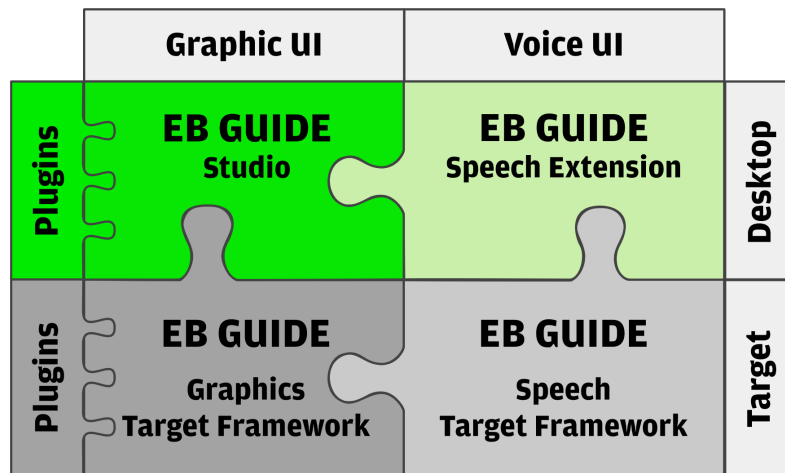 Graphic UI
Voice UI
Plugins
EB GUIDE
Studio
EB GUIDE
Speech Extension
Desktop
Plugins
EB GUIDE
Graphics
Target Framework
EB GUIDE
Speech
Target Framework
Target